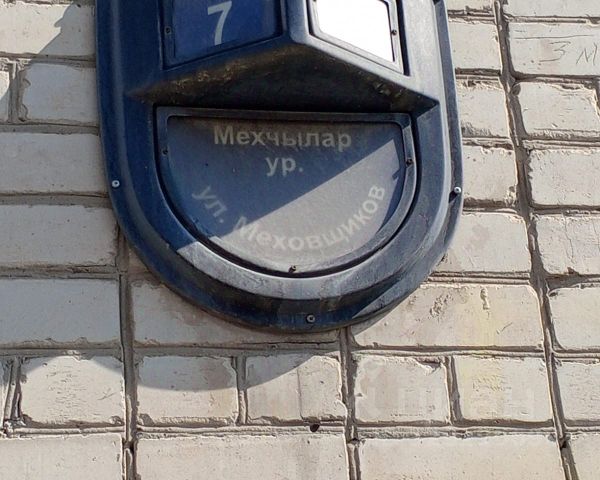 7
Мехчылар
ур.
ул. Меховщиков